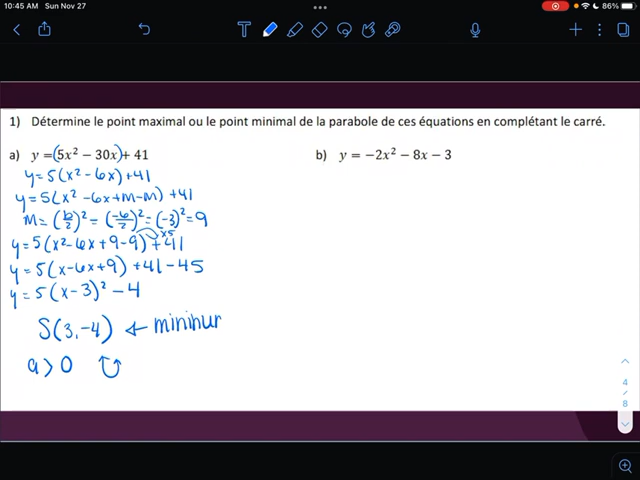 10:45 AM Sun Nov 27
86%
1) Détermine le point maximal ou le point minimal de la parabole de ces équations en complétant le carré.
a) y = (5x² − 30x) + 41
y = 5(x² − 6x) + 41
y = 5(x² − 6x + m − m) + 41
m = (b/2)² = (−6/2)² = (−3)² = 9
x5
y = 5(x² − 6x + 9 − 9) + 41
y = 5(x − 6x + 9) + 41 − 45
y = 5(x − 3)² − 4
S(3, −4) ← minimur
a > 0
b) y = −2x² − 8x − 3
4
/
8